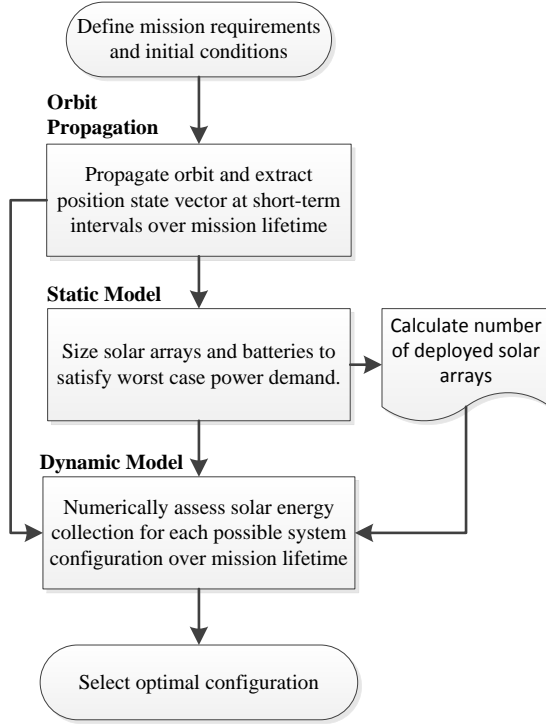 Define mission requirements
and initial conditions
Orbit
Propagation
Propagate orbit and extract
position state vector at short-term
intervals over mission lifetime
Static Model
Size solar arrays and batteries to
satisfy worst case power demand.
Calculate number
of deployed solar
arrays
Dynamic Model
Numerically assess solar energy
collection for each possible system
configuration over mission lifetime
Select optimal configuration